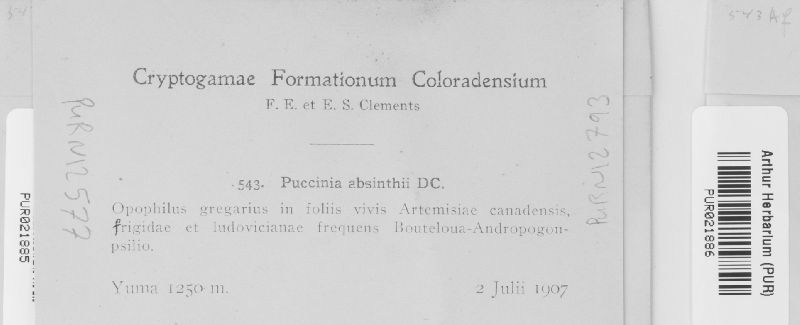 543 A f
Cryptogamae Formationum Coloradensium
F. E. et E. S. Clements
543. Puccinia absinthii DC.
Opophilus gregarius in foliis vivis Artemisiae canadensis,
frigidae et ludovicianae frequens Bouteloua-Andropogon-
psilio.
Yuma 1250 m. 2 Julii 1907
PURN12577
PURN12793
PUR021885
Arthur Herbarium (PUR)
PUR021886